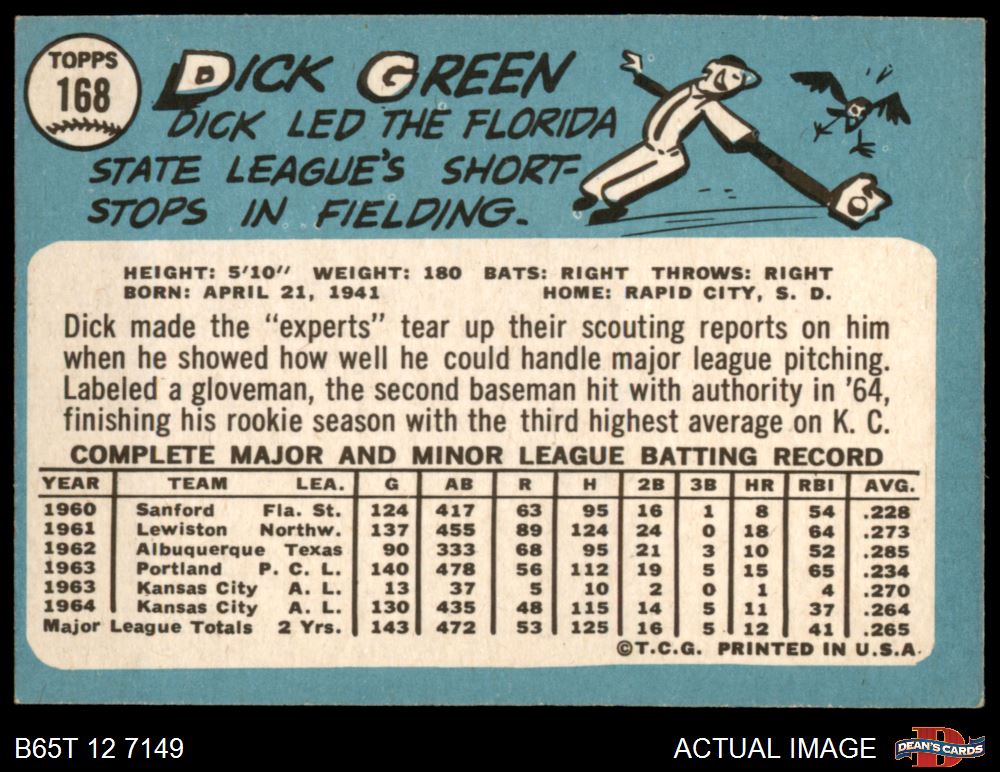 TOPPS
168
DICK GREEN
DICK LED THE FLORIDA
STATE LEAGUE'S SHORT-
STOPS IN FIELDING.
HEIGHT: 5'10" WEIGHT: 180 BATS: RIGHT THROWS: RIGHT
BORN: APRIL 21, 1941 HOME: RAPID CITY, S. D.
Dick made the "experts" tear up their scouting reports on him
when he showed how well he could handle major league pitching.
Labeled a gloveman, the second baseman hit with authority in '64,
finishing his rookie season with the third highest average on K. C.
COMPLETE MAJOR AND MINOR LEAGUE BATTING RECORD
YEAR TEAM LEA. G AB R H 2B 3B HR RBI AVG.
1960 Sanford Fla. St. 124 417 63 95 16 1 8 54 .228
1961 Lewiston Northw. 137 455 89 124 24 0 18 64 .273
1962 Albuquerque Texas 90 333 68 95 21 3 10 52 .285
1963 Portland P. C. L. 140 478 56 112 19 5 15 65 .234
1963 Kansas City A. L. 13 37 5 10 2 0 1 4 .270
1964 Kansas City A. L. 130 435 48 115 14 5 11 37 .264
Major League Totals 2 Yrs. 143 472 53 125 16 5 12 41 .265
©T.C.G. PRINTED IN U.S.A.
B65T 12 7149 ACTUAL IMAGE
D
DEAN'S CARDS